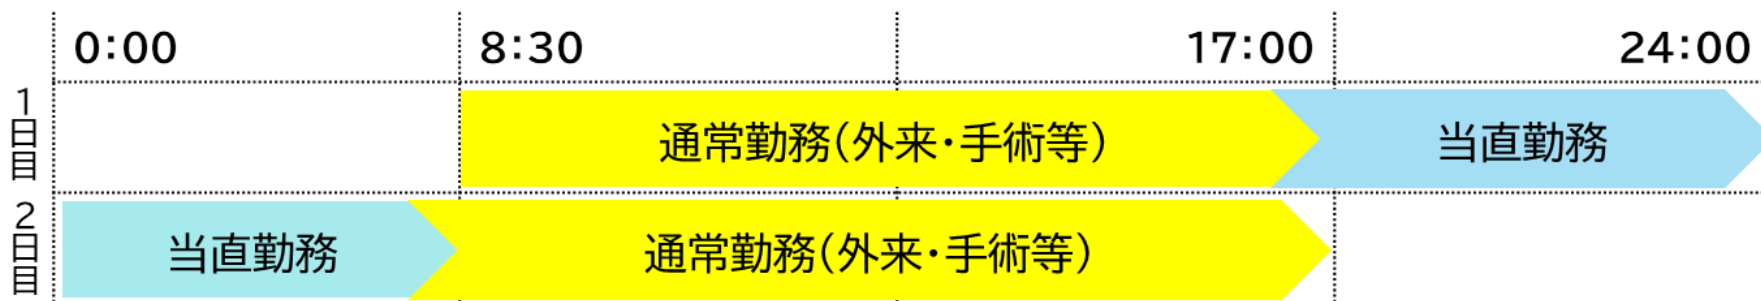 0:00 8:30 17:00 24:00
1日目
通常勤務(外来・手術等) 当直勤務
2日目
当直勤務 通常勤務(外来・手術等)